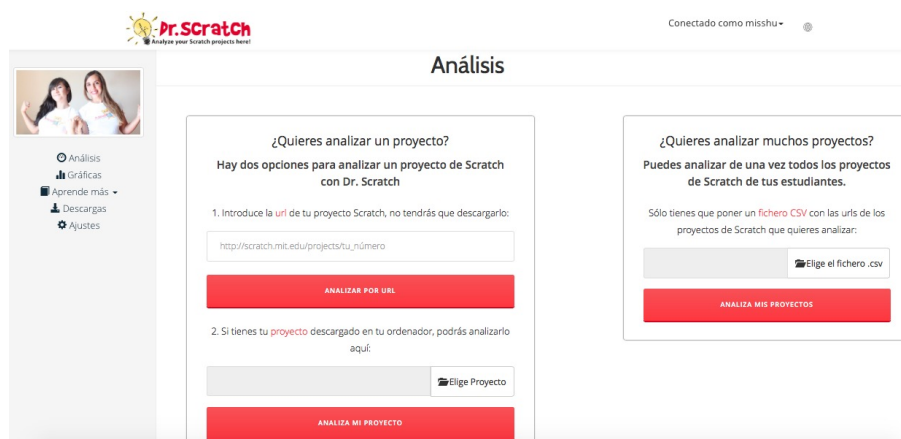 Dr.Scratch
Analyze your Scratch projects here!
Conectado como misshu
Análisis
Análisis
Gráficas
Aprende más
Descargas
Ajustes
¿Quieres analizar un proyecto?
Hay dos opciones para analizar un proyecto de Scratch
con Dr. Scratch
1. Introduce la url de tu proyecto Scratch, no tendrás que descargarlo:
http://scratch.mit.edu/projects/tu_número
ANALIZAR POR URL
2. Si tienes tu proyecto descargado en tu ordenador, podrás analizarlo
aquí:
Elige Proyecto
ANALIZA MI PROYECTO
¿Quieres analizar muchos proyectos?
Puedes analizar de una vez todos los proyectos
de Scratch de tus estudiantes.
Sólo tienes que poner un fichero CSV con las urls de los
proyectos de Scratch que quieres analizar:
Elige el fichero .csv
ANALIZA MIS PROYECTOS